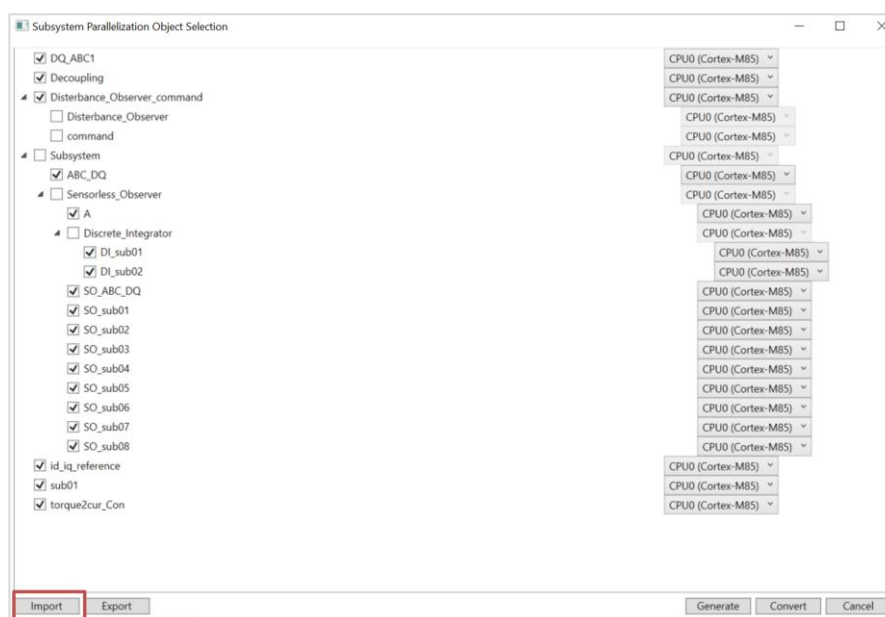 Subsystem Parallelization Object Selection
DQ_ABC1 CPU0 (Cortex-M85)
Decoupling CPU0 (Cortex-M85)
Disterbance_Observer_command CPU0 (Cortex-M85)
Disterbance_Observer CPU0 (Cortex-M85)
command CPU0 (Cortex-M85)
Subsystem CPU0 (Cortex-M85)
ABC_DQ CPU0 (Cortex-M85)
Sensorless_Observer CPU0 (Cortex-M85)
A CPU0 (Cortex-M85)
Discrete_Integrator CPU0 (Cortex-M85)
DI_sub01 CPU0 (Cortex-M85)
DI_sub02 CPU0 (Cortex-M85)
SO_ABC_DQ CPU0 (Cortex-M85)
SO_sub01 CPU0 (Cortex-M85)
SO_sub02 CPU0 (Cortex-M85)
SO_sub03 CPU0 (Cortex-M85)
SO_sub04 CPU0 (Cortex-M85)
SO_sub05 CPU0 (Cortex-M85)
SO_sub06 CPU0 (Cortex-M85)
SO_sub07 CPU0 (Cortex-M85)
SO_sub08 CPU0 (Cortex-M85)
id_iq_reference CPU0 (Cortex-M85)
sub01 CPU0 (Cortex-M85)
torque2cur_Con CPU0 (Cortex-M85)
Import Export Generate Convert Cancel